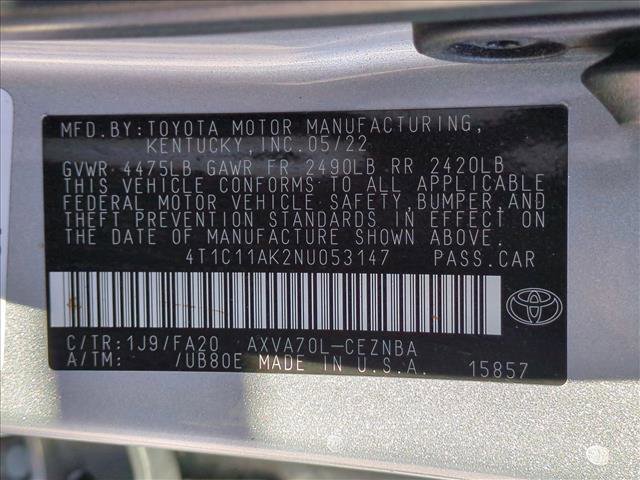 MFD.BY:TOYOTA MOTOR MANUFACTURING,
KENTUCKY,INC.05/22
GVWR 4475LB GAWR FR 2490LB RR 2420LB
THIS VEHICLE CONFORMS TO ALL APPLICABLE
FEDERAL MOTOR VEHICLE SAFETY,BUMPER,AND
THEFT PREVENTION STANDARDS IN EFFECT ON
THE DATE OF MANUFACTURE SHOWN ABOVE.
4T1C11AK2NU053147 PASS.CAR
C/TR:1J9/FA20 AXVA70L-CEZNBA
A/TM: /UB80E MADE IN U.S.A. 15857